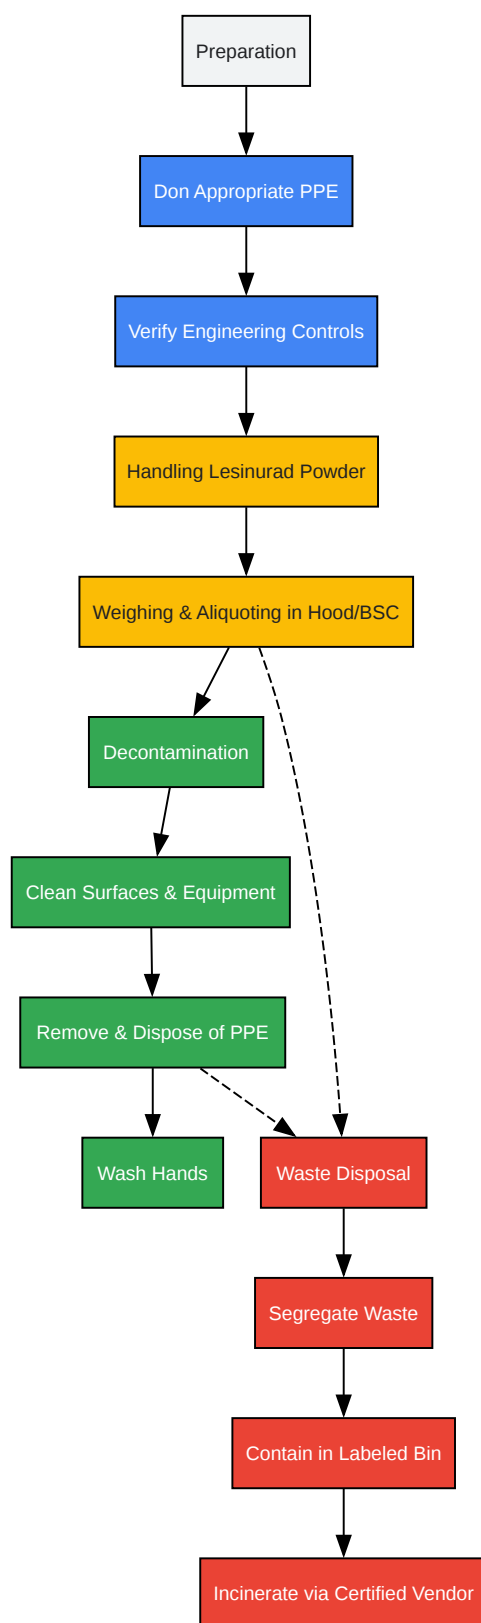 Preparation
Don Appropriate PPE
Verify Engineering Controls
Handling Lesinurad Powder
Weighing & Aliquoting in Hood/BSC
Decontamination
Clean Surfaces & Equipment
Remove & Dispose of PPE
Wash Hands
Waste Disposal
Segregate Waste
Contain in Labeled Bin
Incinerate via Certified Vendor